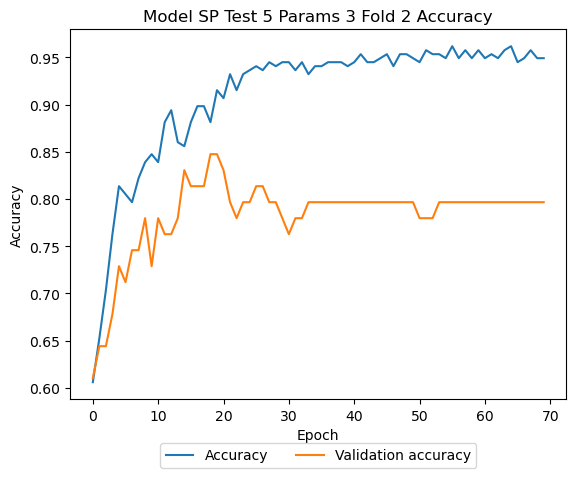 Model SP Test 5 Params 3 Fold 2 Accuracy
Accuracy
0.95
0.90
0.85
0.80
0.75
0.70
0.65
0.60
0 10 20 30 40 50 60 70
Epoch
Accuracy Validation accuracy